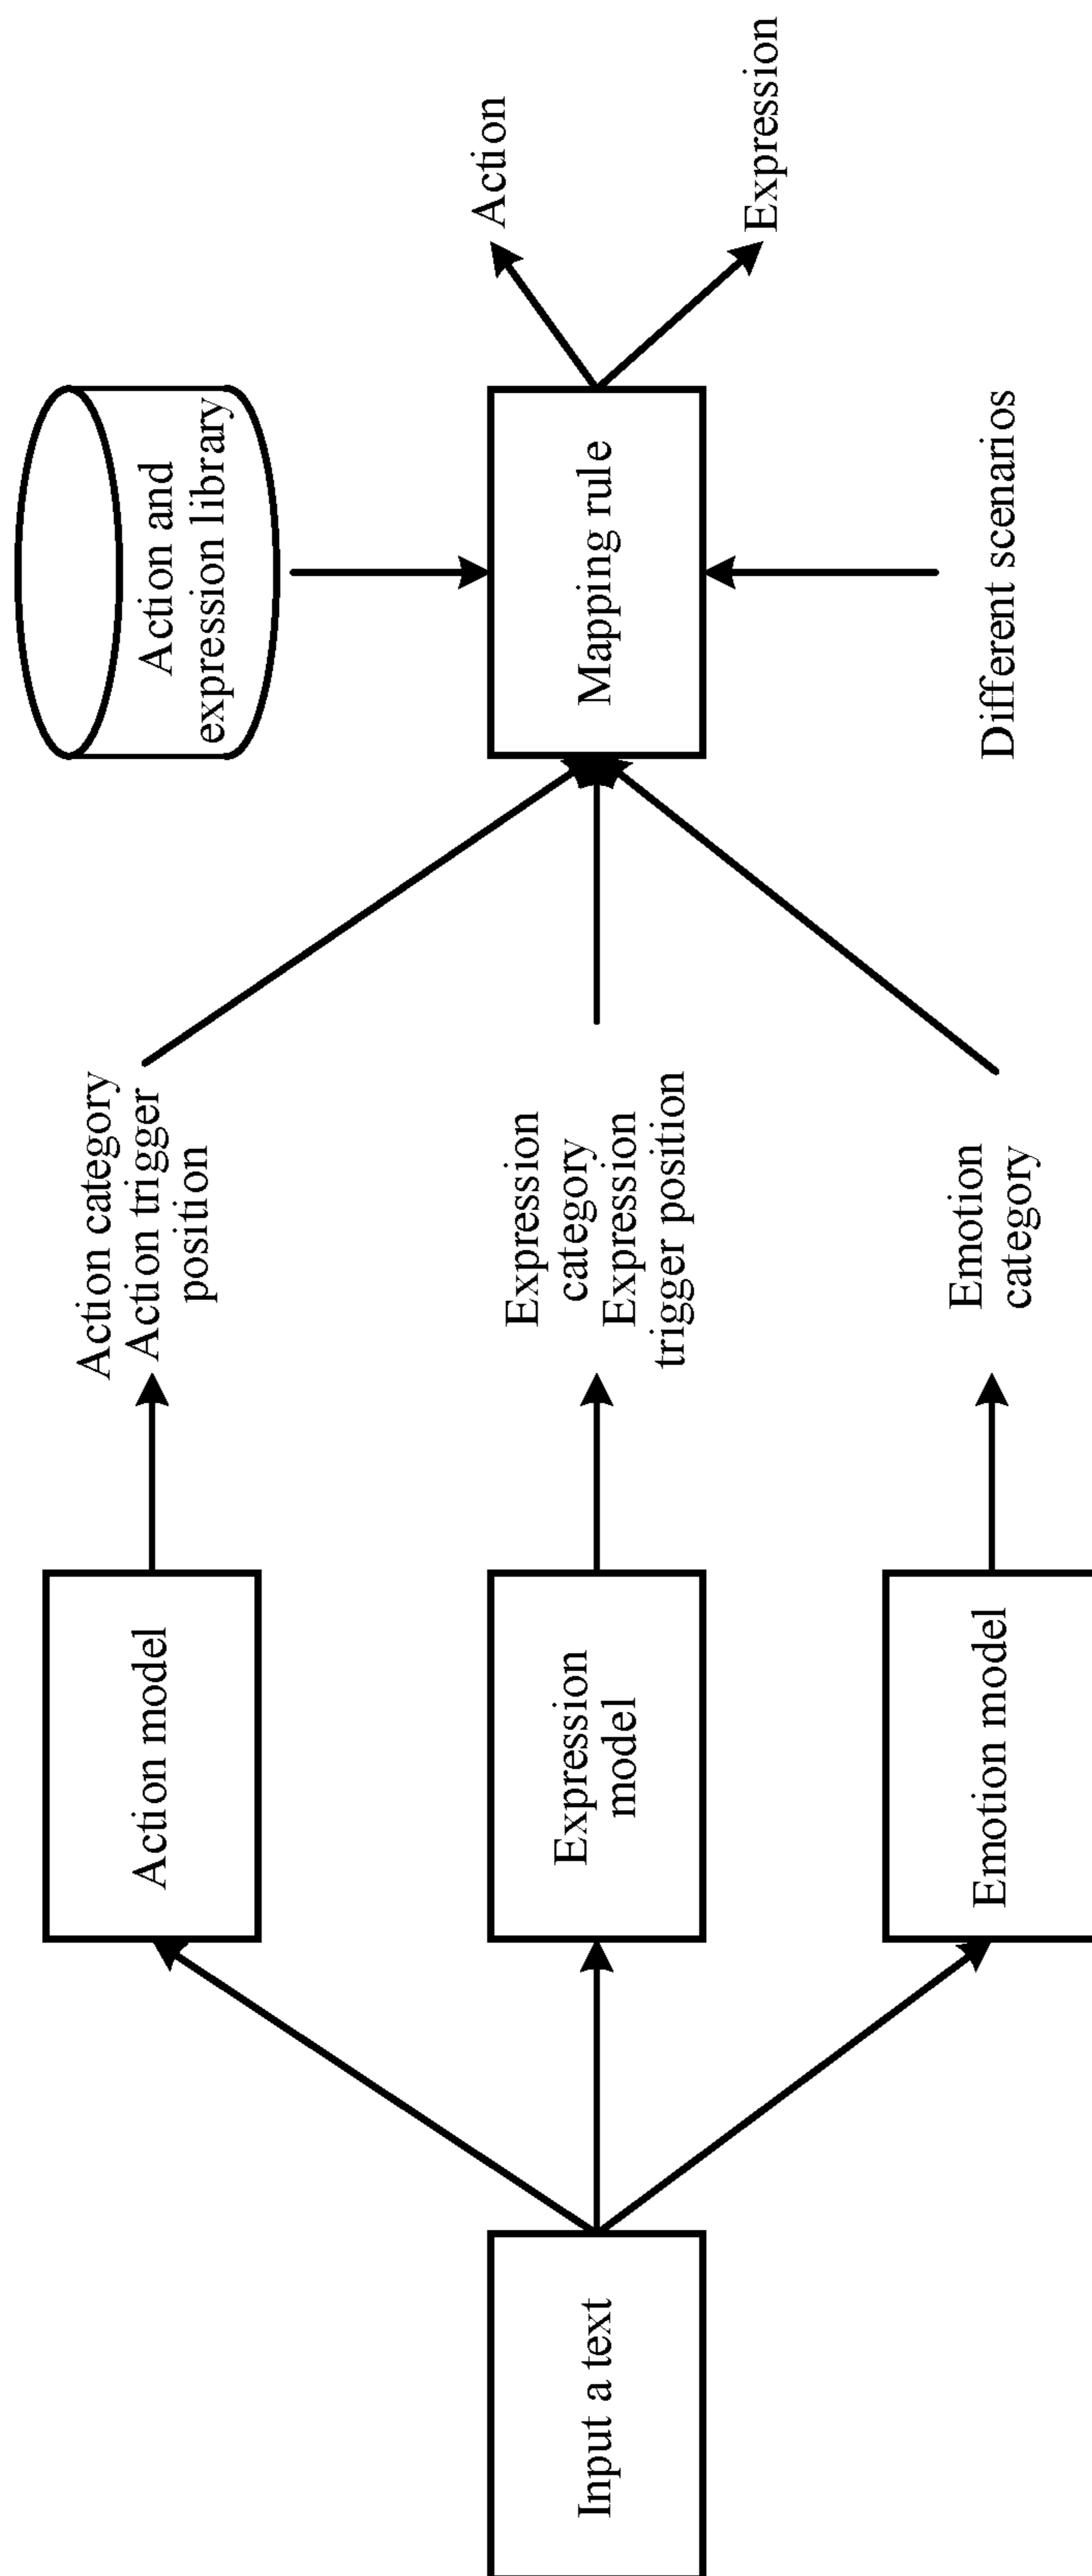 Input a text
Action model
Expression
model
Emotion model
Action category
Action trigger
position
Expression
category
Expression
trigger position
Emotion
category
Action and
expression library
Mapping rule
Different scenarios
Action
Expression